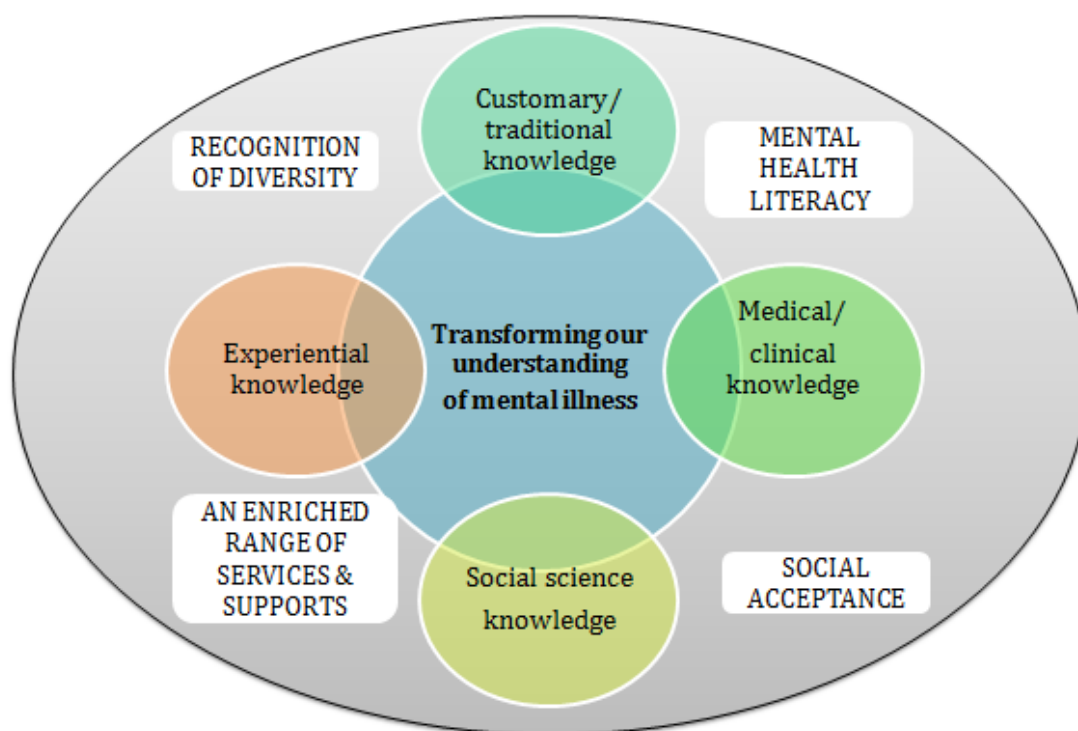 Customary/
traditional
knowledge
RECOGNITION
OF DIVERSITY
MENTAL
HEALTH
LITERACY
Experiential
knowledge
Transforming our
understanding
of mental illness
Medical/
clinical
knowledge
AN ENRICHED
RANGE OF
SERVICES &
SUPPORTS
Social science
knowledge
SOCIAL
ACCEPTANCE